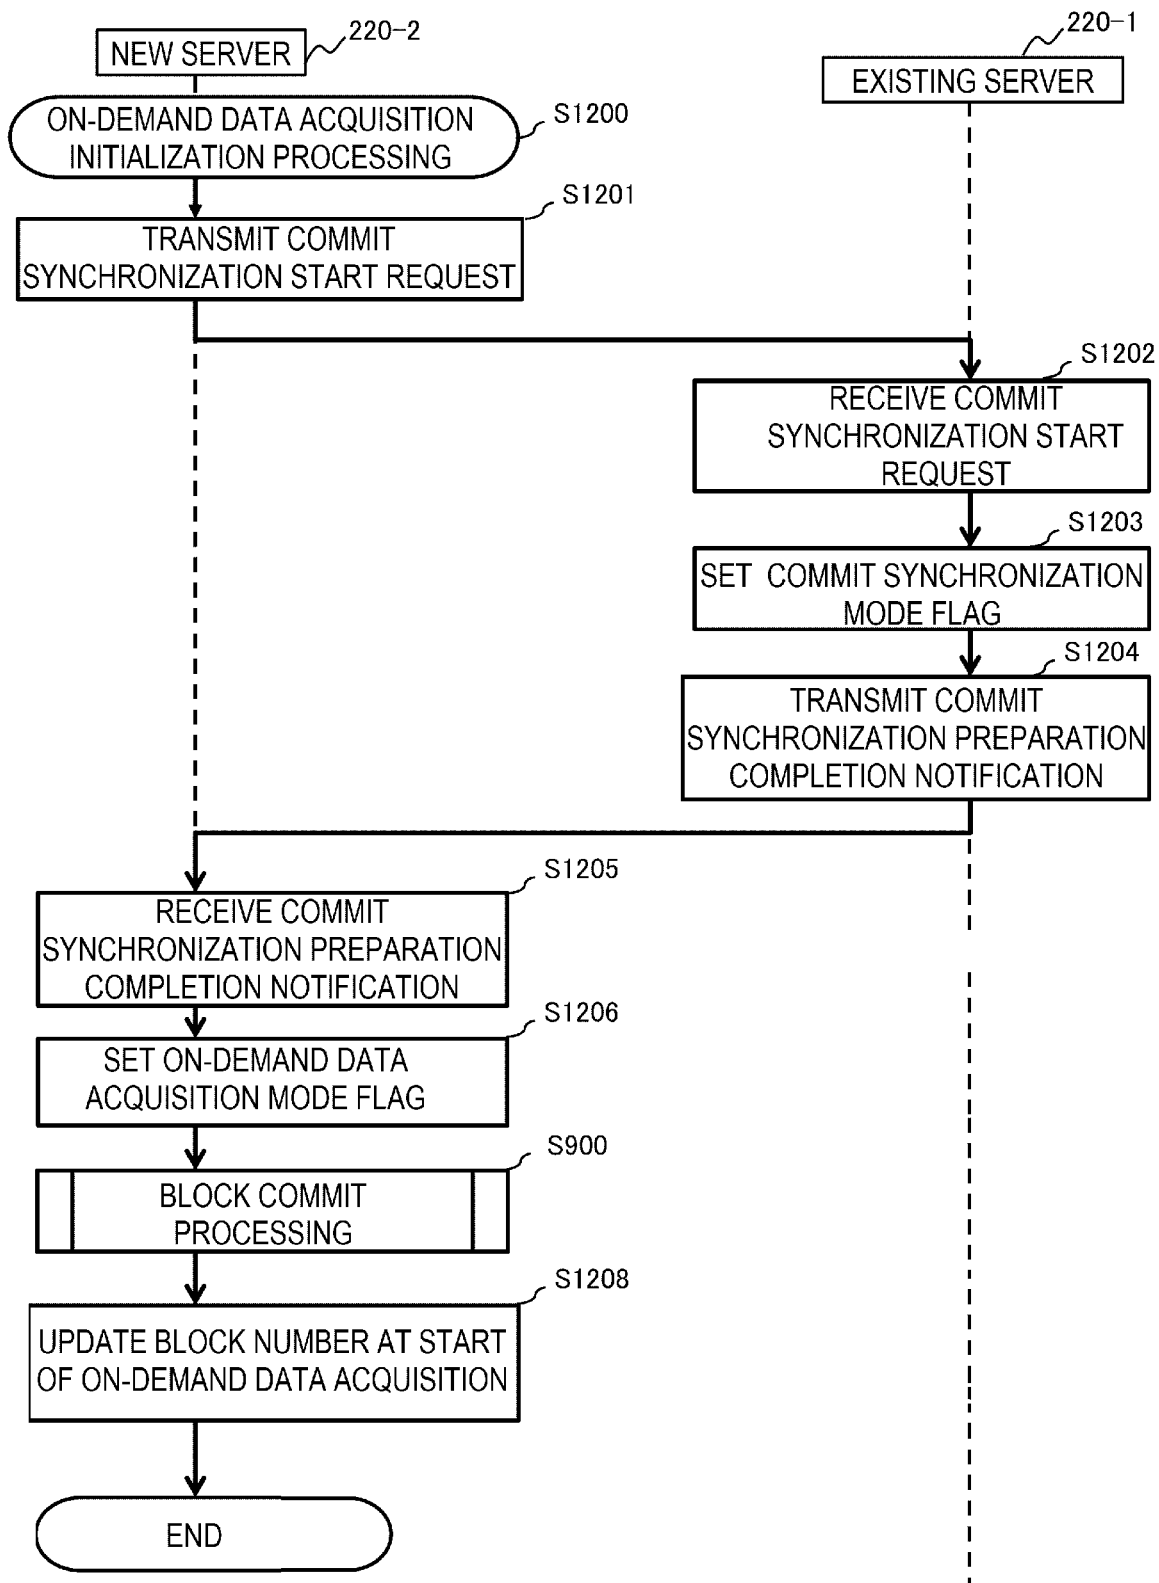 NEW SERVER
220-2
220-1
EXISTING SERVER
ON-DEMAND DATA ACQUISITION
INITIALIZATION PROCESSING
S1200
S1201
TRANSMIT COMMIT
SYNCHRONIZATION START REQUEST
S1202
RECEIVE COMMIT
SYNCHRONIZATION START
REQUEST
S1203
SET COMMIT SYNCHRONIZATION
MODE FLAG
S1204
TRANSMIT COMMIT
SYNCHRONIZATION PREPARATION
COMPLETION NOTIFICATION
S1205
RECEIVE COMMIT
SYNCHRONIZATION PREPARATION
COMPLETION NOTIFICATION
S1206
SET ON-DEMAND DATA
ACQUISITION MODE FLAG
S900
BLOCK COMMIT
PROCESSING
S1208
UPDATE BLOCK NUMBER AT START
OF ON-DEMAND DATA ACQUISITION
END